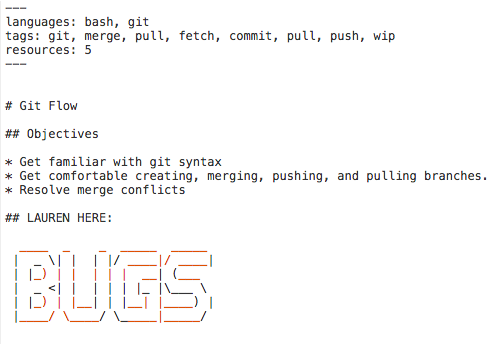 ---
languages: bash, git
tags: git, merge, pull, fetch, commit, pull, push, wip
resources: 5
---
# Git Flow
## Objectives
* Get familiar with git syntax
* Get comfortable creating, merging, pushing, and pulling branches.
* Resolve merge conflicts
## LAUREN HERE:
BUGS